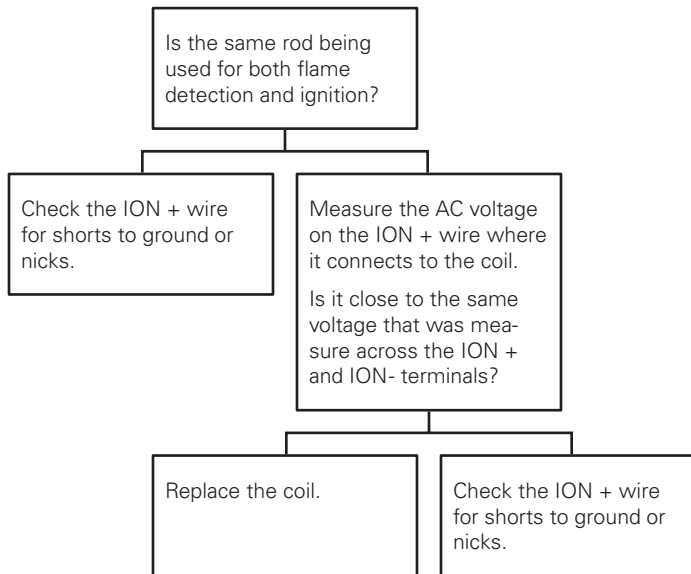 Is the same rod being
used for both flame
detection and ignition?
Check the ION + wire
for shorts to ground or
nicks.
Measure the AC voltage
on the ION + wire where
it connects to the coil.
Is it close to the same
voltage that was mea-
sure across the ION +
and ION- terminals?
Replace the coil.
Check the ION + wire
for shorts to ground or
nicks.